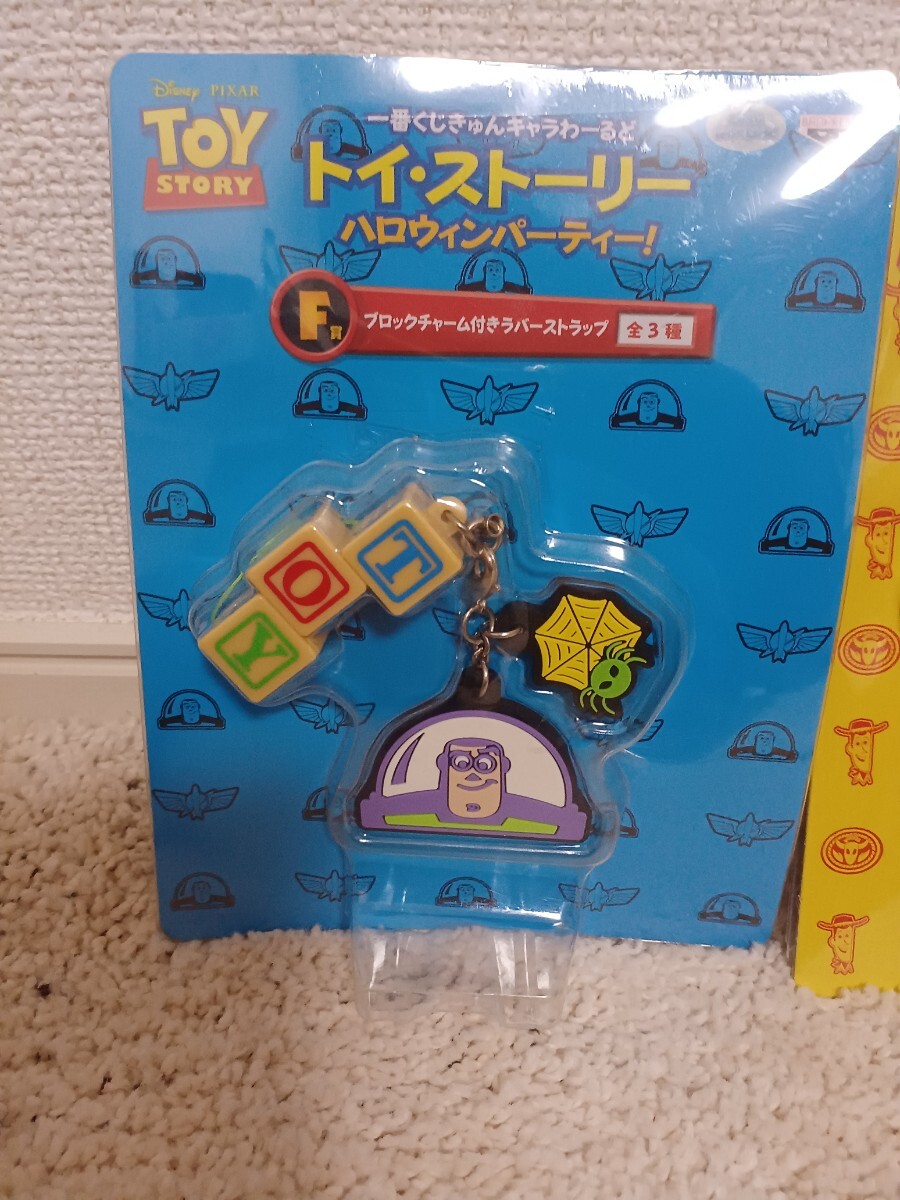 Disney PIXAR
TOY
STORY
一番くじきゅんキャラわーるど
トイ・ストーリー
ハロウィンパーティー!
F賞
ブロックチャーム付きラバーストラップ 全3種
T
O
Y